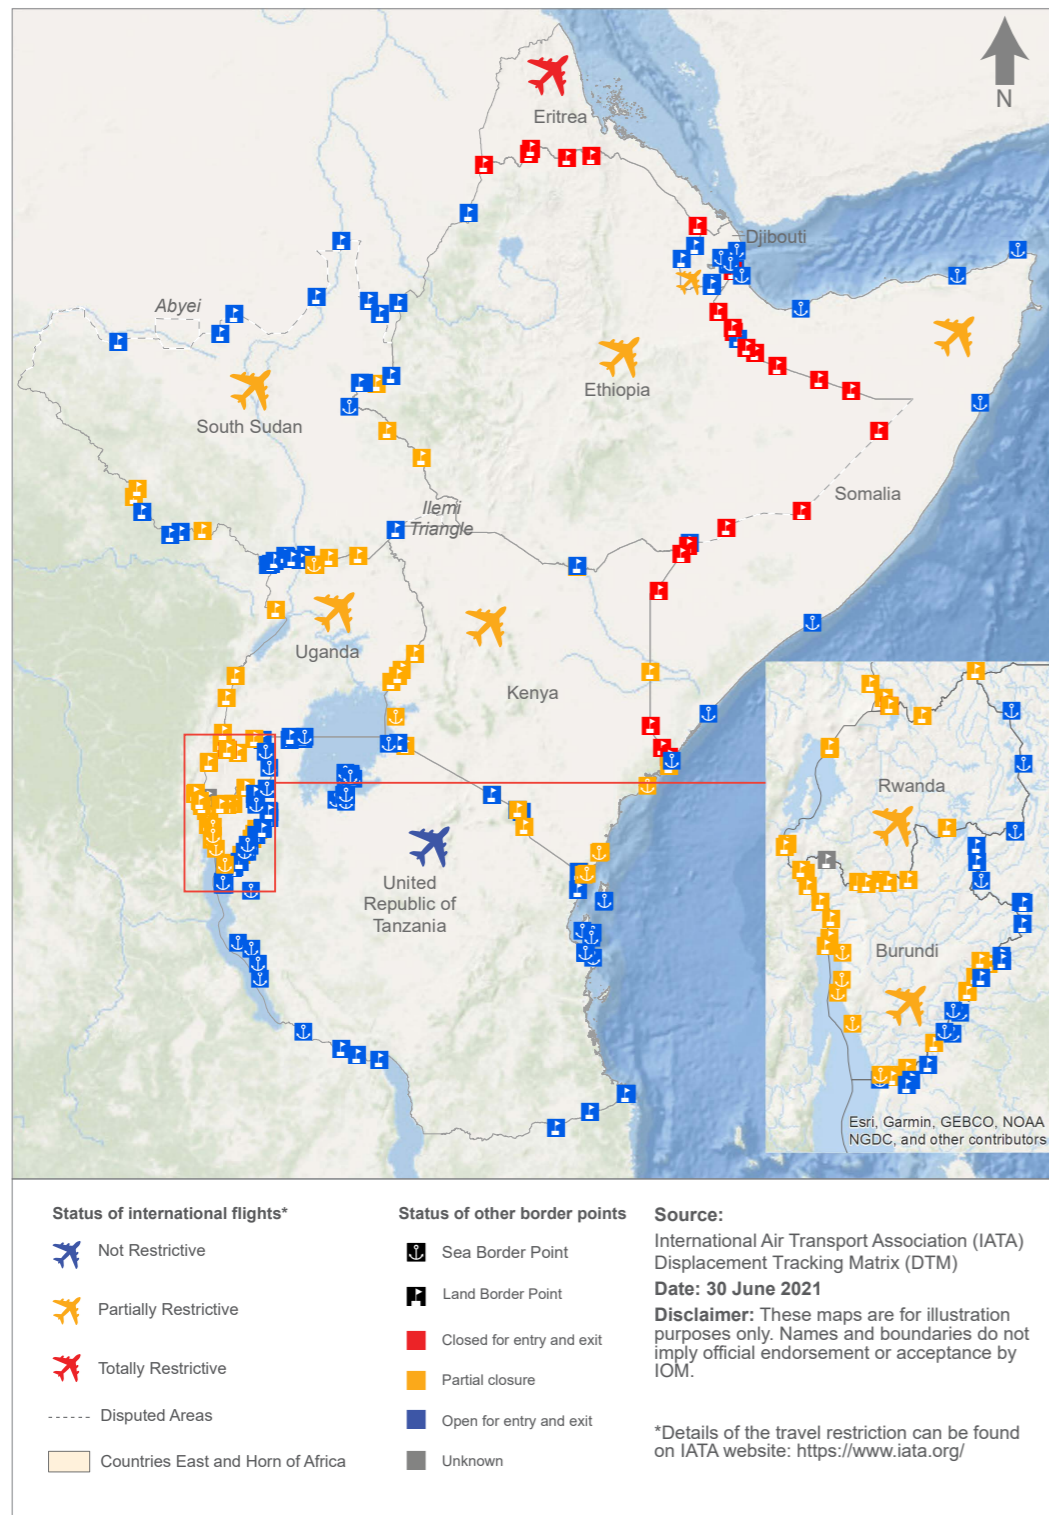 N
Eritrea
Djibouti
Abyei
Ethiopia
South Sudan
Somalia
Ilemi
Triangle
Uganda
Kenya
Rwanda
United
Republic of
Tanzania
Burundi
Esri, Garmin, GEBCO, NOAA
NGDC, and other contributors
Status of international flights*
Not Restrictive
Partially Restrictive
Totally Restrictive
Disputed Areas
Countries East and Horn of Africa
Status of other border points
Sea Border Point
Land Border Point
Closed for entry and exit
Partial closure
Open for entry and exit
Unknown
Source:
International Air Transport Association (IATA)
Displacement Tracking Matrix (DTM)
Date: 30 June 2021
Disclaimer: These maps are for illustration
purposes only. Names and boundaries do not
imply official endorsement or acceptance by
IOM.
*Details of the travel restriction can be found
on IATA website: https://www.iata.org/